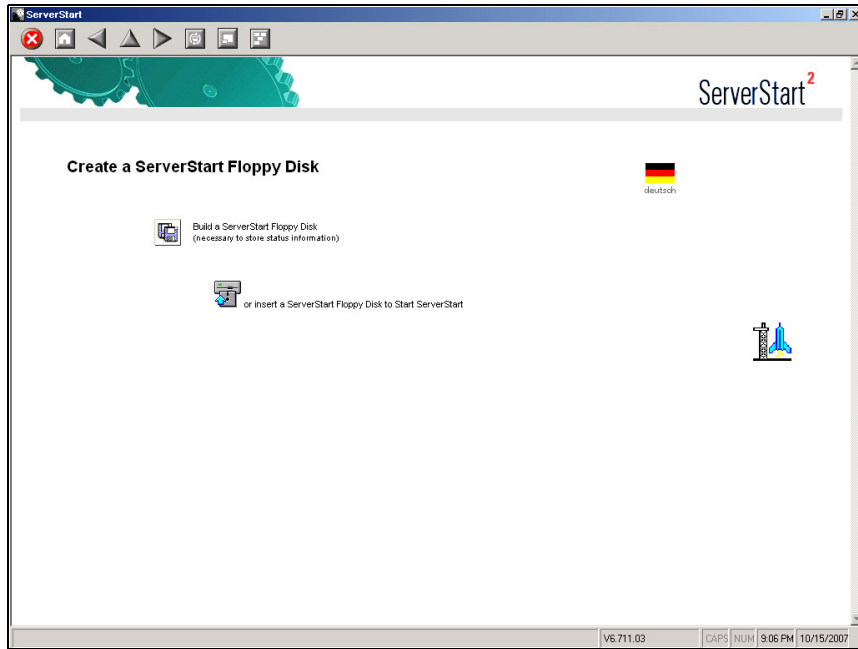 ServerStart
ServerStart2
Create a ServerStart Floppy Disk
deutsch
Build a ServerStart Floppy Disk
(necessary to store status information)
or insert a ServerStart Floppy Disk to Start ServerStart
V6.711.03 CAPS NUM 9:06 PM 10/15/2007